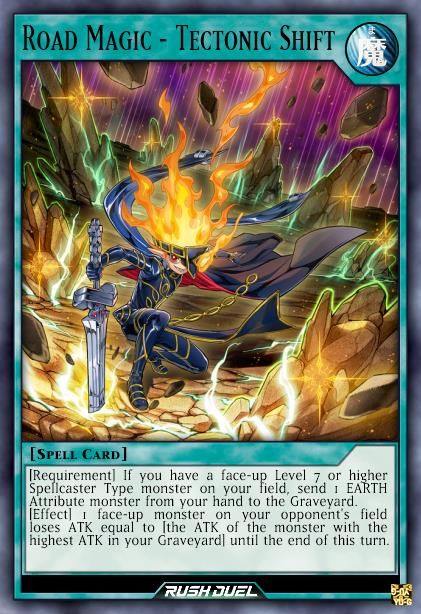 Road Magic - Tectonic Shift
ま
魔
[Spell Card]
[Requirement] If you have a face-up Level 7 or higher
Spellcaster Type monster on your field, send 1 EARTH
Attribute monster from your hand to the Graveyard.
[Effect] 1 face-up monster on your opponent's field
loses ATK equal to [the ATK of the monster with the
highest ATK in your Graveyard] until the end of this turn.
RUSH DUEL